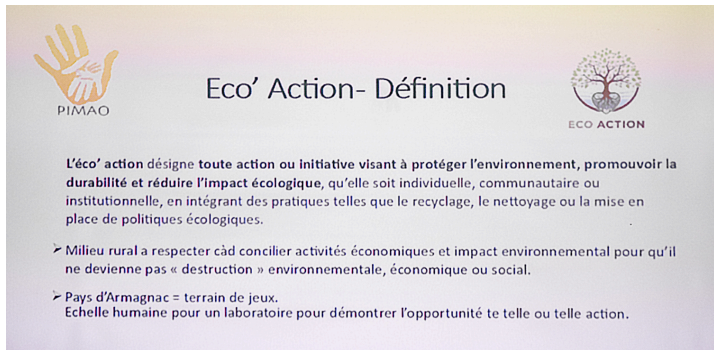 PIMAO
Eco’ Action- Définition
ECO ACTION
L’éco’ action désigne toute action ou initiative visant à protéger l’environnement, promouvoir la
durabilité et réduire l’impact écologique, qu’elle soit individuelle, communautaire ou
institutionnelle, en intégrant des pratiques telles que le recyclage, le nettoyage ou la mise en
place de politiques écologiques.
➢ Milieu rural a respecter càd concilier activités économiques et impact environnemental pour qu’il
ne devienne pas « destruction » environnementale, économique ou social.
➢ Pays d’Armagnac = terrain de jeux.
Echelle humaine pour un laboratoire pour démontrer l’opportunité te telle ou telle action.